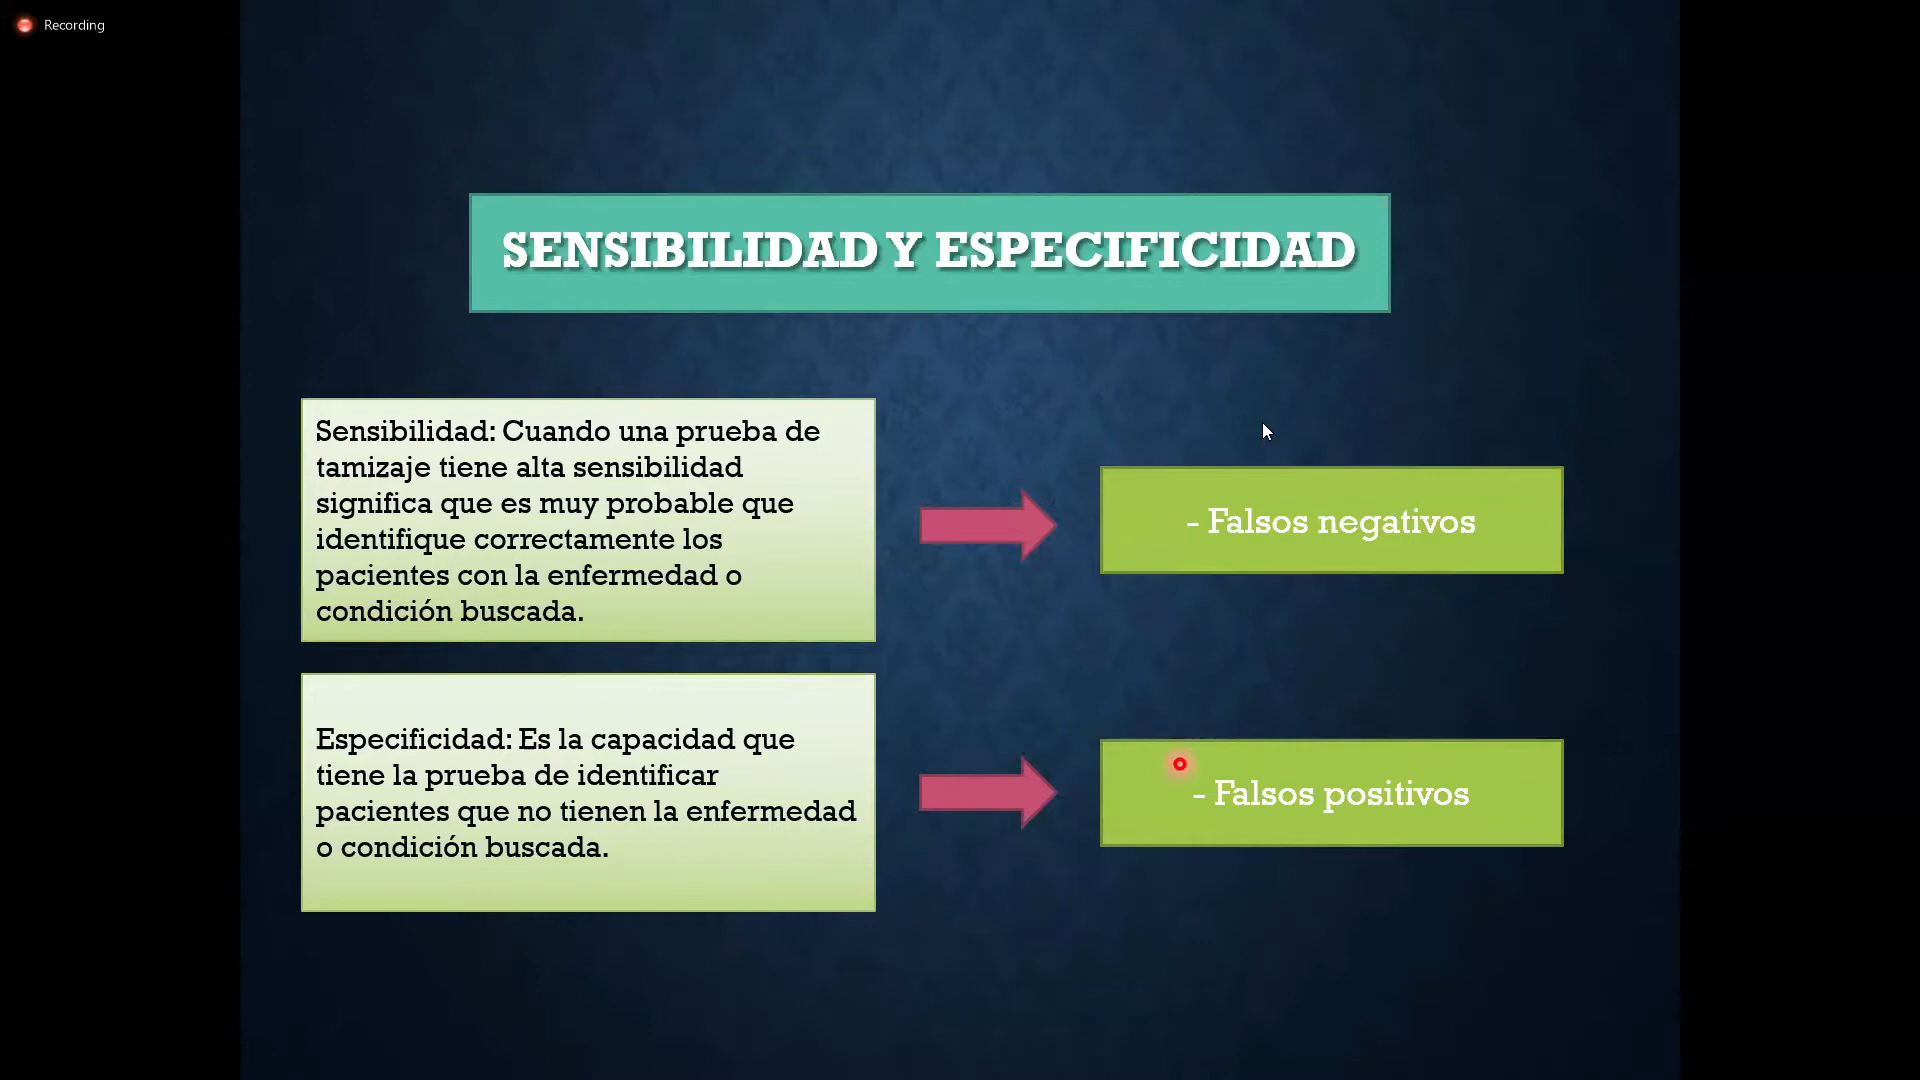 Recording
SENSIBILIDAD Y ESPECIFICIDAD
Sensibilidad: Cuando una prueba de
tamizaje tiene alta sensibilidad
significa que es muy probable que
identifique correctamente los
pacientes con la enfermedad o
condición buscada.
- Falsos negativos
Especificidad: Es la capacidad que
tiene la prueba de identificar
pacientes que no tienen la enfermedad
o condición buscada.
- Falsos positivos